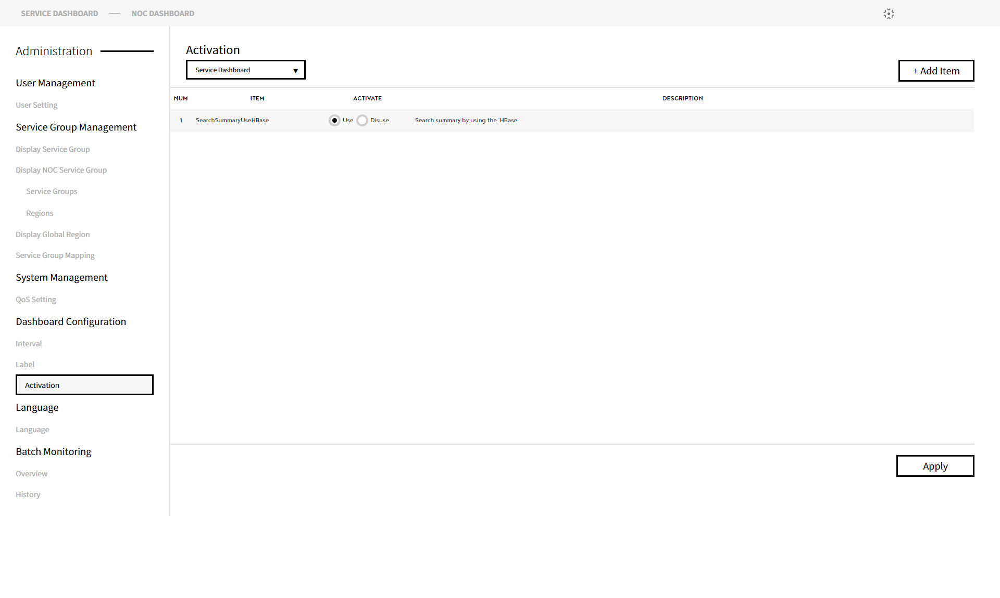 SERVICE DASHBOARD — NOC DASHBOARD
Administration
User Management
User Setting
Service Group Management
Display Service Group
Display NOC Service Group
Service Groups
Regions
Display Global Region
Service Group Mapping
System Management
QoS Setting
Dashboard Configuration
Interval
Label
Activation
Language
Language
Batch Monitoring
Overview
History
Activation
Service Dashboard
+ Add Item
NUM ITEM ACTIVATE DESCRIPTION
1 SearchSummaryUseHBase Use Disuse Search summary by using the 'HBase'
Apply